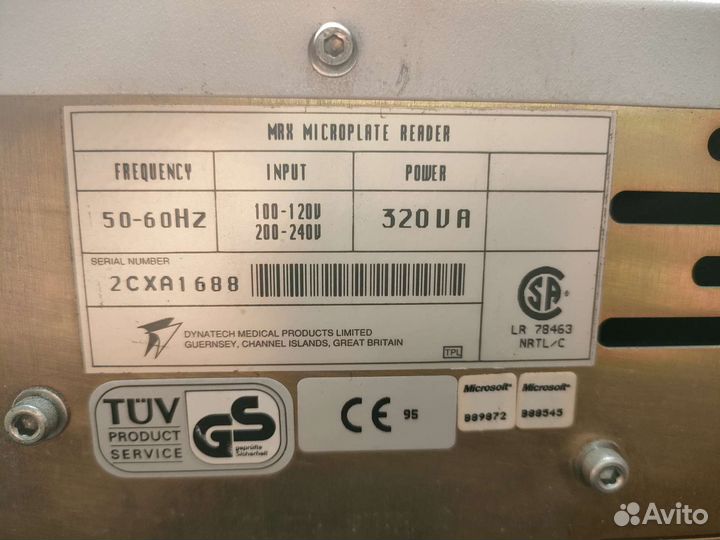 MRX MICROPLATE READER
FREQUENCY INPUT POWER
50-60Hz 100-120V 200-240V 320VA
SERIAL NUMBER
2CXA1688
SA ®
LR 78463
NRTL/C
DYNATECH MEDICAL PRODUCTS LIMITED
GUERNSEY, CHANNEL ISLANDS, GREAT BRITAIN
TPL
TÜV
PRODUCT
SERVICE
GS
geprüfte
Sicherheit
CE 95
Microsoft®
889872
Microsoft®
888545
Avito